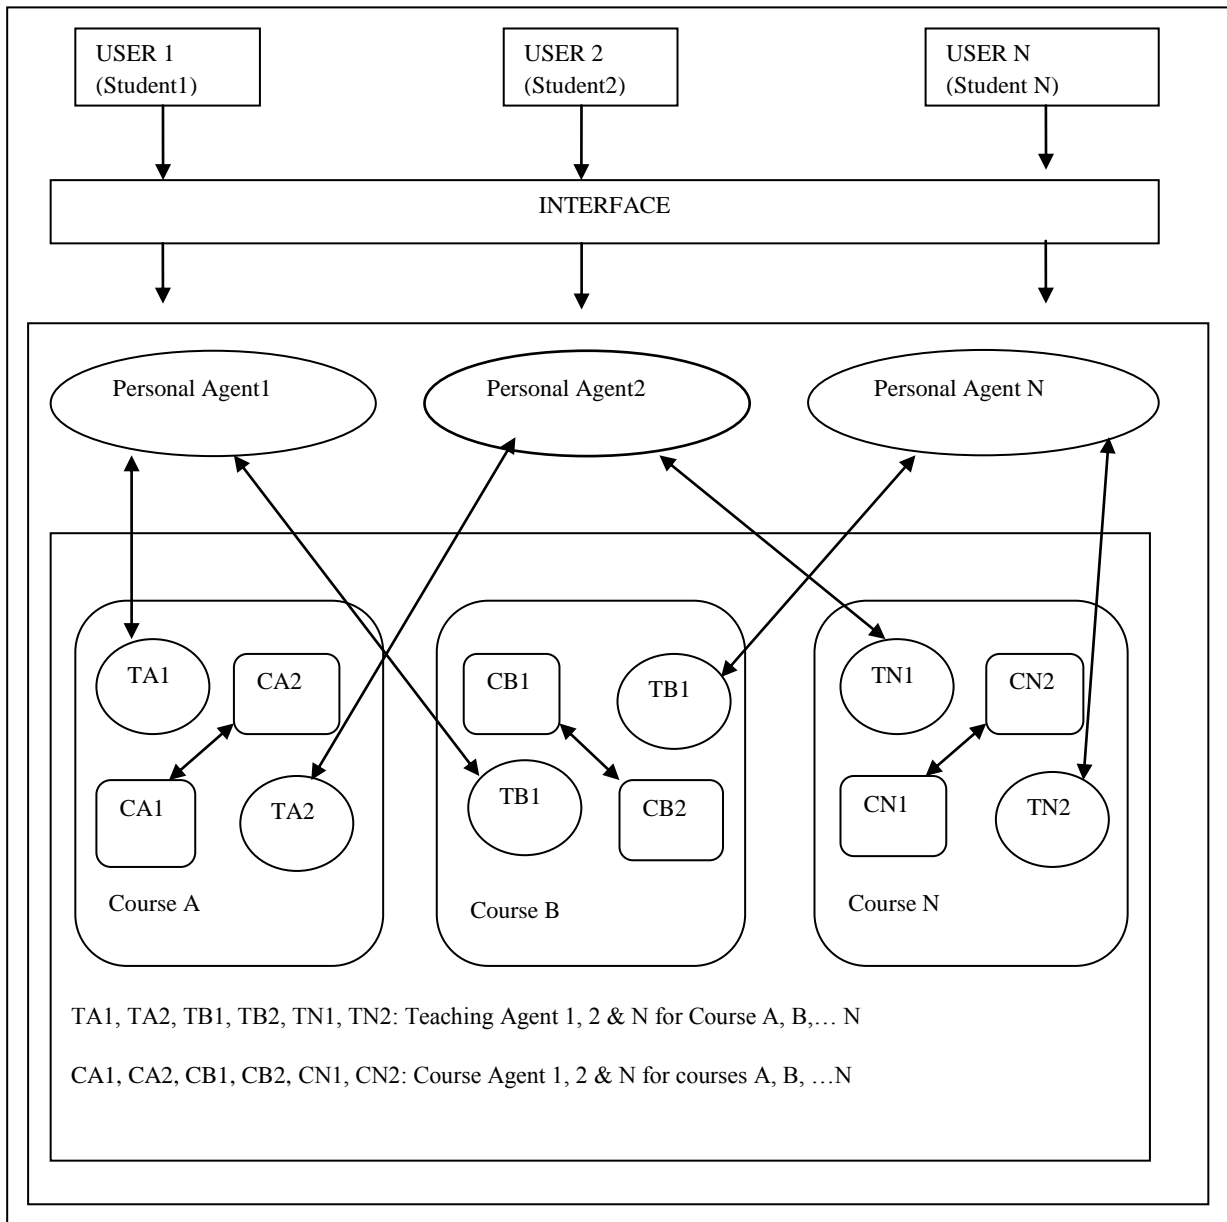 USER 1
(Student1)
USER 2
(Student2)
USER N
(Student N)
INTERFACE
Personal Agent1
Personal Agent2
Personal Agent N
TA1
CA2
CA1
TA2
Course A
CB1
TB1
TB1
CB2
Course B
TN1
CN2
CN1
TN2
Course N
TA1, TA2, TB1, TB2, TN1, TN2: Teaching Agent 1, 2 & N for Course A, B,… N
CA1, CA2, CB1, CB2, CN1, CN2: Course Agent 1, 2 & N for courses A, B, …N